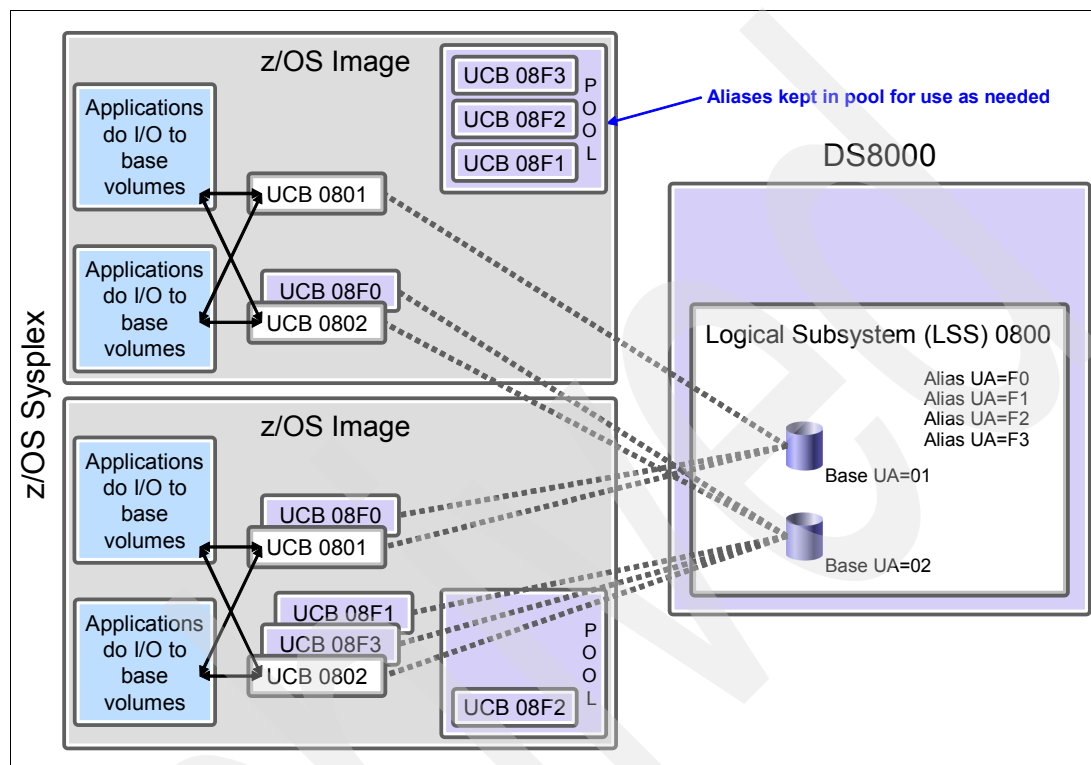 z/OS Sysplex
z/OS Image
Applications
do I/O to
base
volumes
Applications
do I/O to
base
volumes
UCB 0801
UCB 08F0
UCB 0802
UCB 08F3
UCB 08F2
UCB 08F1
POOL
Aliases kept in pool for use as needed
z/OS Image
Applications
do I/O to
base
volumes
Applications
do I/O to
base
volumes
UCB 08F0
UCB 0801
UCB 08F1
UCB 08F3
UCB 0802
POOL
UCB 08F2
DS8000
Logical Subsystem (LSS) 0800
Alias UA=F0
Alias UA=F1
Alias UA=F2
Alias UA=F3
Base UA=01
Base UA=02